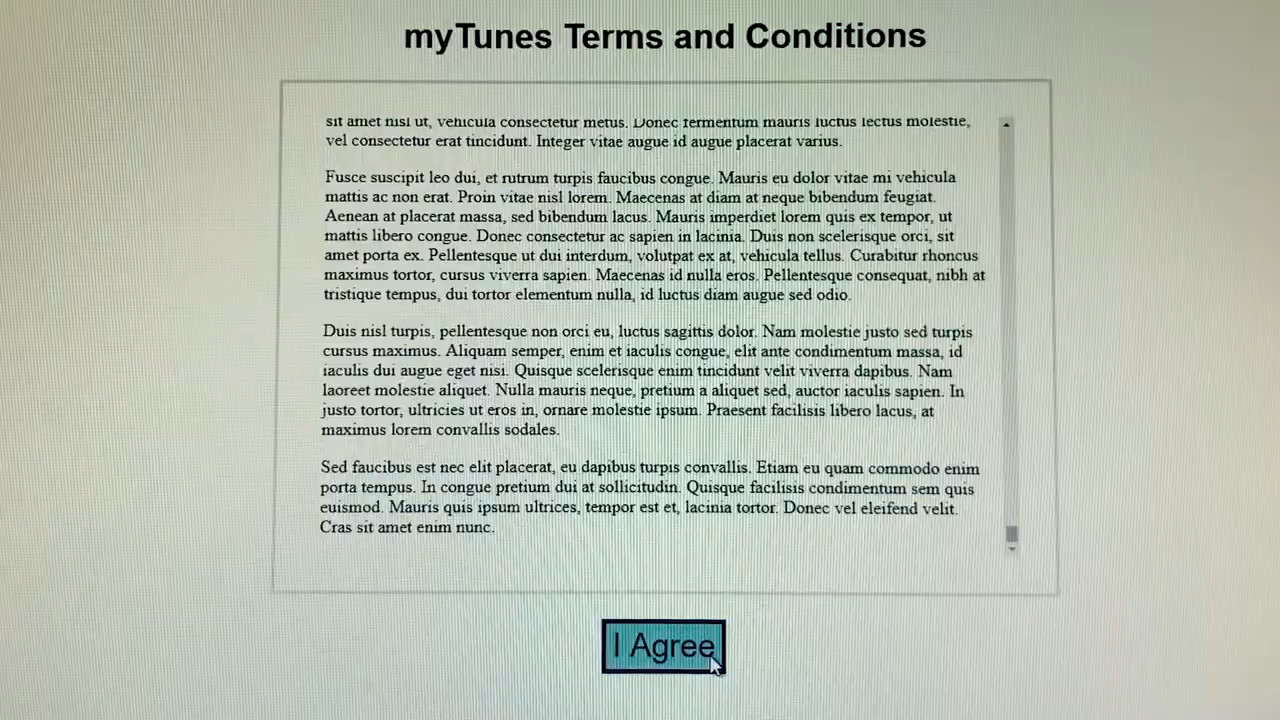 myTunes Terms and Conditions
sit amet nisl ut, vehicula consectetur metus. Donec fermentum mauris luctus lectus molestie,
vel consectetur erat tincidunt. Integer vitae augue id augue placerat varius.
Fusce suscipit leo dui, et rutrum turpis faucibus congue. Mauris eu dolor vitae mi vehicula
mattis ac non erat. Proin vitae nisl lorem. Maecenas at diam at neque bibendum feugiat.
Aenean at placerat massa, sed bibendum lacus. Mauris imperdiet lorem quis ex tempor, ut
mattis libero congue. Donec consectetur ac sapien in lacinia. Duis non scelerisque orci, sit
amet porta ex. Pellentesque ut dui interdum, volutpat ex at, vehicula tellus. Curabitur rhoncus
maximus tortor, cursus viverra sapien. Maecenas id nulla eros. Pellentesque consequat, nibh at
tristique tempus, dui tortor elementum nulla, id luctus diam augue sed odio.
Duis nisl turpis, pellentesque non orci eu, luctus sagittis dolor. Nam molestie justo sed turpis
cursus maximus. Aliquam semper, enim et iaculis congue, elit ante condimentum massa, id
iaculis dui augue eget nisi. Quisque scelerisque enim tincidunt velit viverra dapibus. Nam
laoreet molestie aliquet. Nulla mauris neque, pretium a aliquet sed, auctor iaculis sapien. In
justo tortor, ultricies ut eros in, ornare molestie ipsum. Praesent facilisis libero lacus, at
maximus lorem convallis sodales.
Sed faucibus est nec elit placerat, eu dapibus turpis convallis. Etiam eu quam commodo enim
porta tempus. In congue pretium dui at sollicitudin. Quisque facilisis condimentum sem quis
euismod. Mauris quis ipsum ultrices, tempor est et, lacinia tortor. Donec vel eleifend velit.
Cras sit amet enim nunc.
I Agree